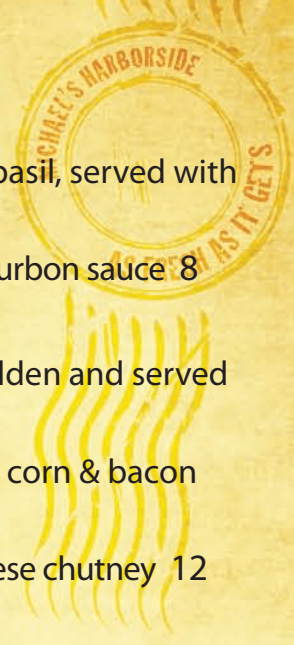 MICHAEL'S HARBORSIDE
AS FRESH AS IT GETS
basil, served with
urbon sauce 8
lden and served
corn & bacon
ese chutney 12